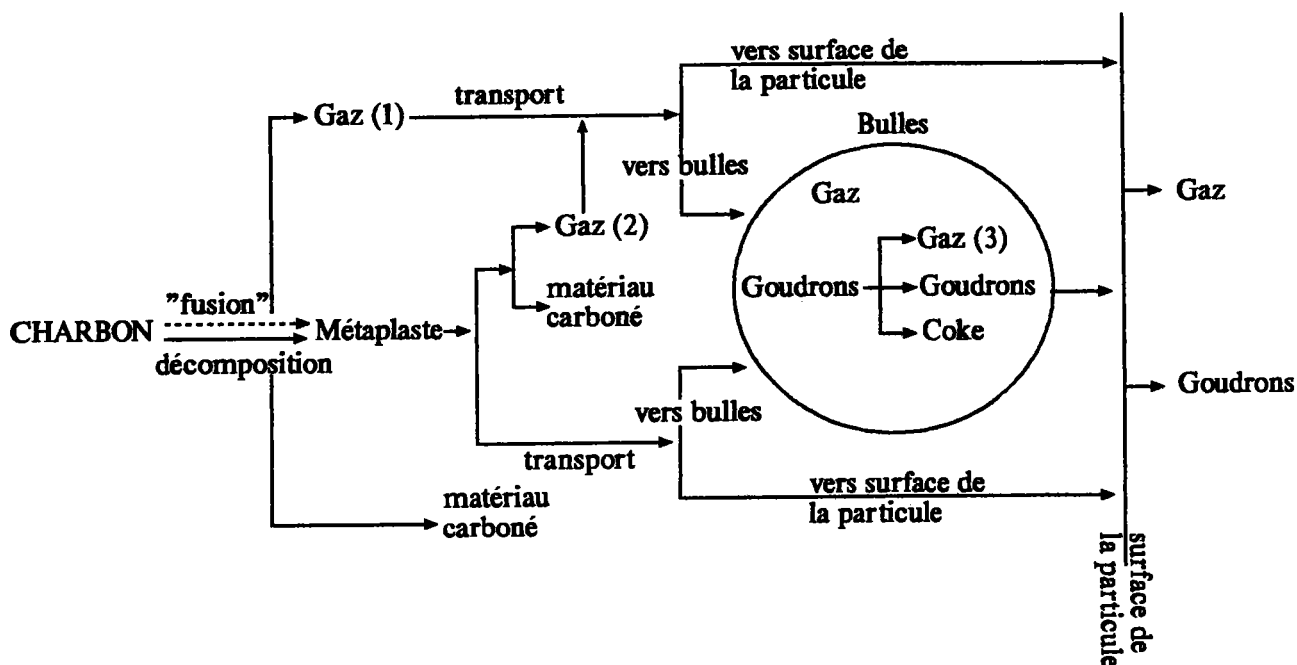 vers surface de
la particule
transport
Gaz (1)
Bulles
vers bulles
Gaz
Gaz
Gaz (2)
Gaz (3)
matériau
carboné
Goudrons
Goudrons
"fusion"
CHARBON
Métaplaste
Coke
décomposition
Goudrons
vers bulles
transport
vers surface de
la particule
matériau
carboné
surface de
la particule